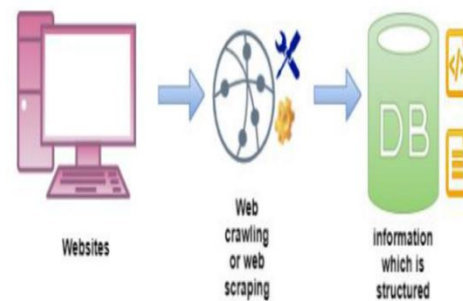 DB
</>
Websites
Web
crawling
or web
scraping
information
which is
structured